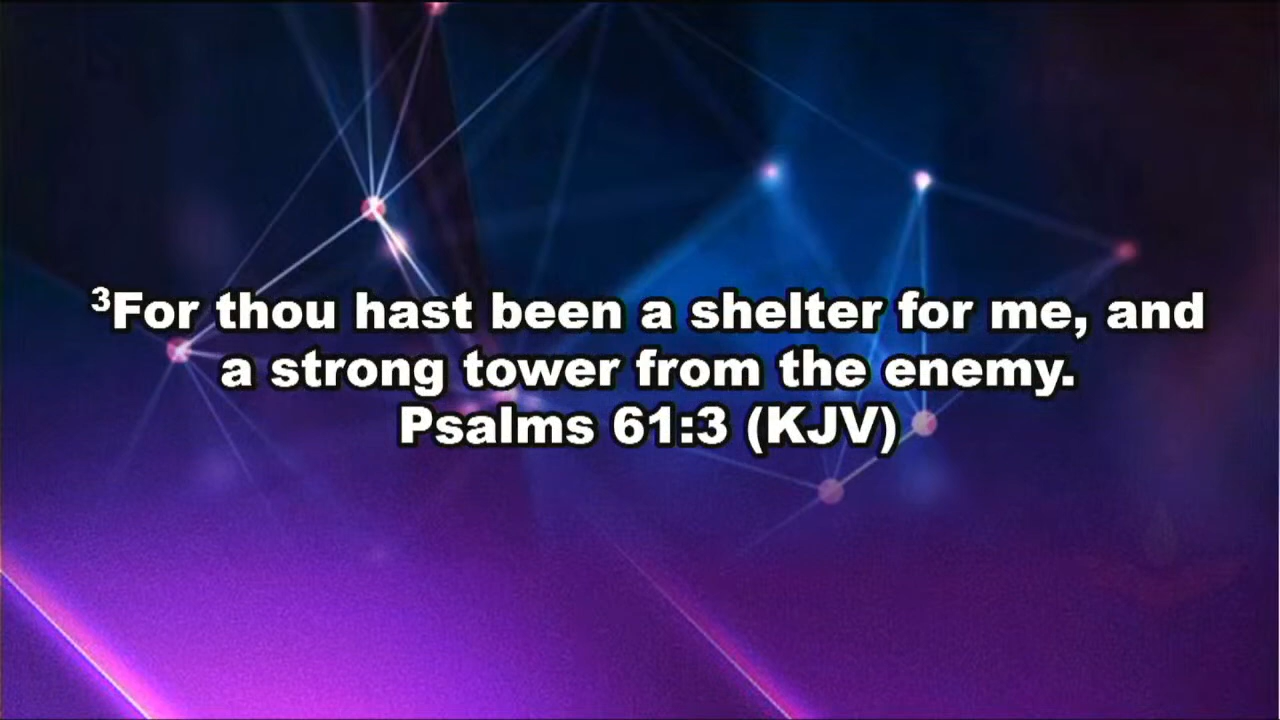 ³For thou hast been a shelter for me, and
a strong tower from the enemy.
Psalms 61:3 (KJV)